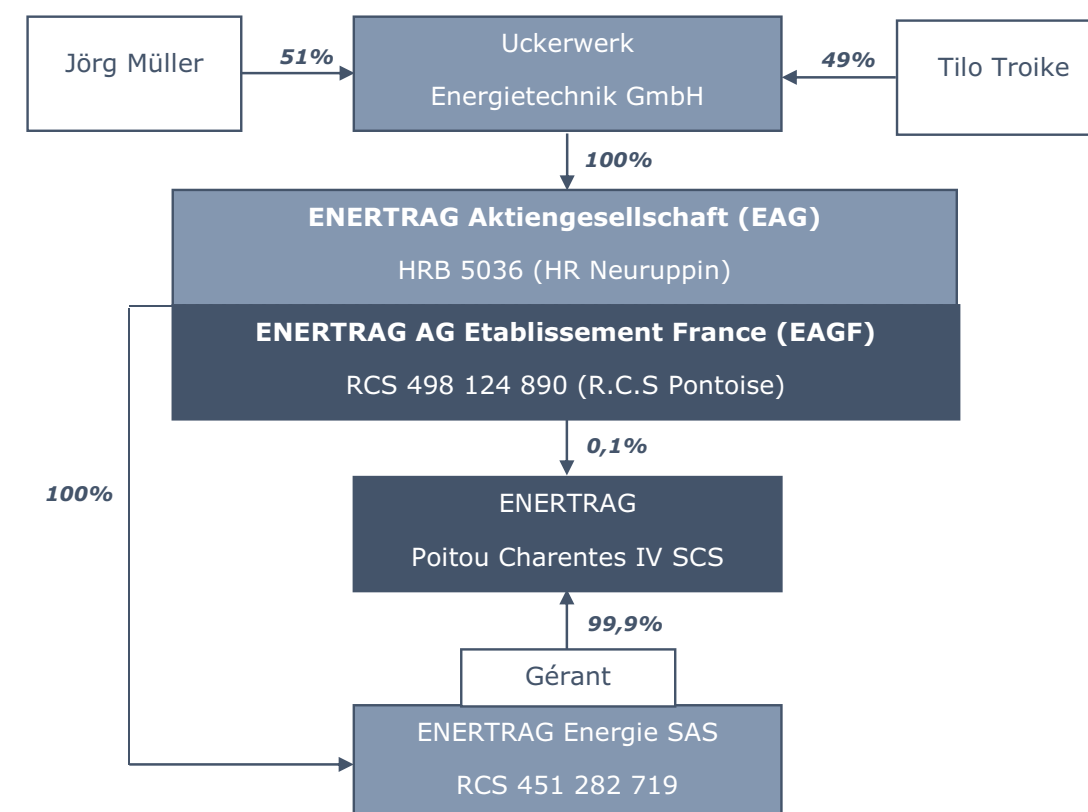 Jörg Müller
51%
Uckerwerk
Energietechnik GmbH
49%
Tilo Troike
100%
ENERTRAG Aktiengesellschaft (EAG)
HRB 5036 (HR Neuruppin)
ENERTRAG AG Etablissement France (EAGF)
RCS 498 124 890 (R.C.S Pontoise)
0,1%
100%
ENERTRAG
Poitou Charentes IV SCS
99,9%
Gérant
ENERTRAG Energie SAS
RCS 451 282 719